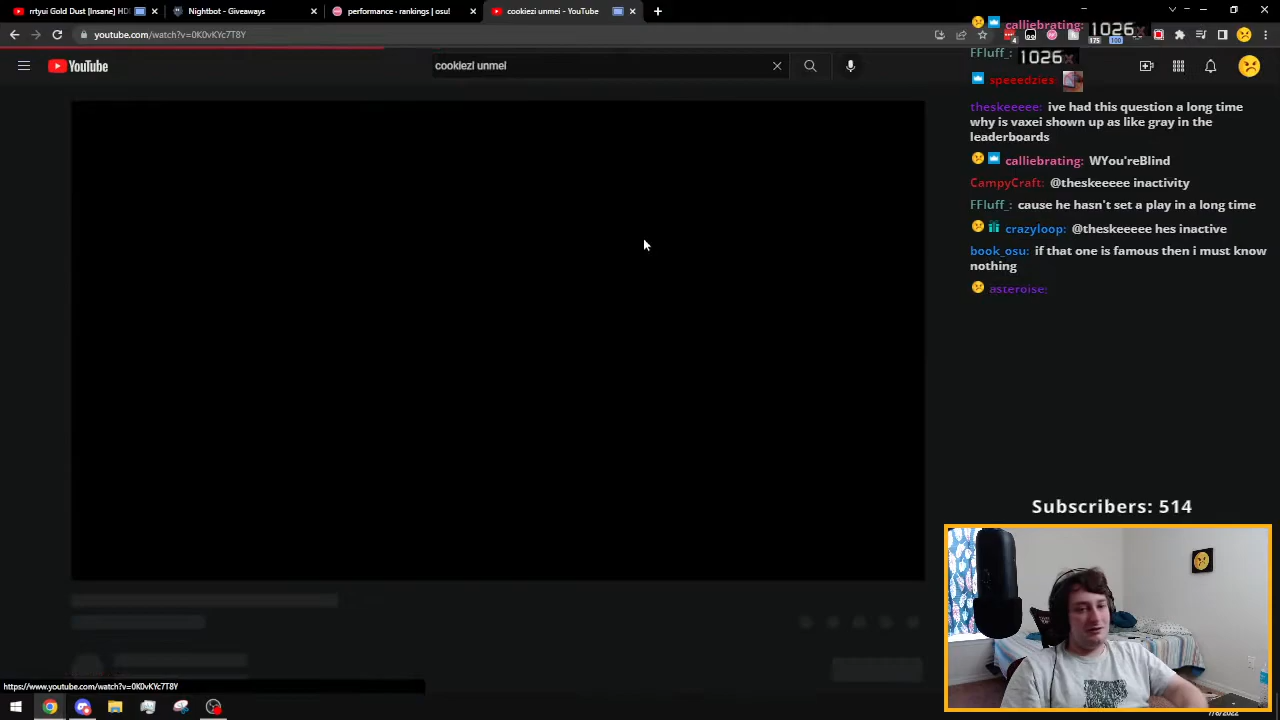 rrtyui Gold Dust [Insane] HD
Nightbot - Giveaways
performance · rankings | osu!
cookiezi unmei - YouTube
youtube.com/watch?v=0K0vKYc7T8Y
YouTube
cookiezi unmei
calliebrating: 1026x
FFluff_: 1026x
speeedzies:
theskeeeee: ive had this question a long time
why is vaxei shown up as like gray in the
leaderboards
calliebrating: WYou'reBlind
CampyCraft: @theskeeeee inactivity
FFluff_: cause he hasn't set a play in a long time
crazyloop: @theskeeeee hes inactive
book_osu: if that one is famous then i must know
nothing
asteroise:
Subscribers: 514
https://www.youtube.com/watch?v=0K0vKYc7T8Y